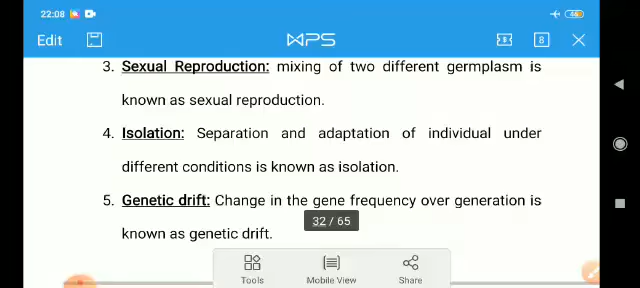 22:08
46
Edit
WPS
8
3. Sexual Reproduction: mixing of two different germplasm is
known as sexual reproduction.
4. Isolation: Separation and adaptation of individual under
different conditions is known as isolation.
5. Genetic drift: Change in the gene frequency over generation is
32 / 65
known as genetic drift.
Tools
Mobile View
Share